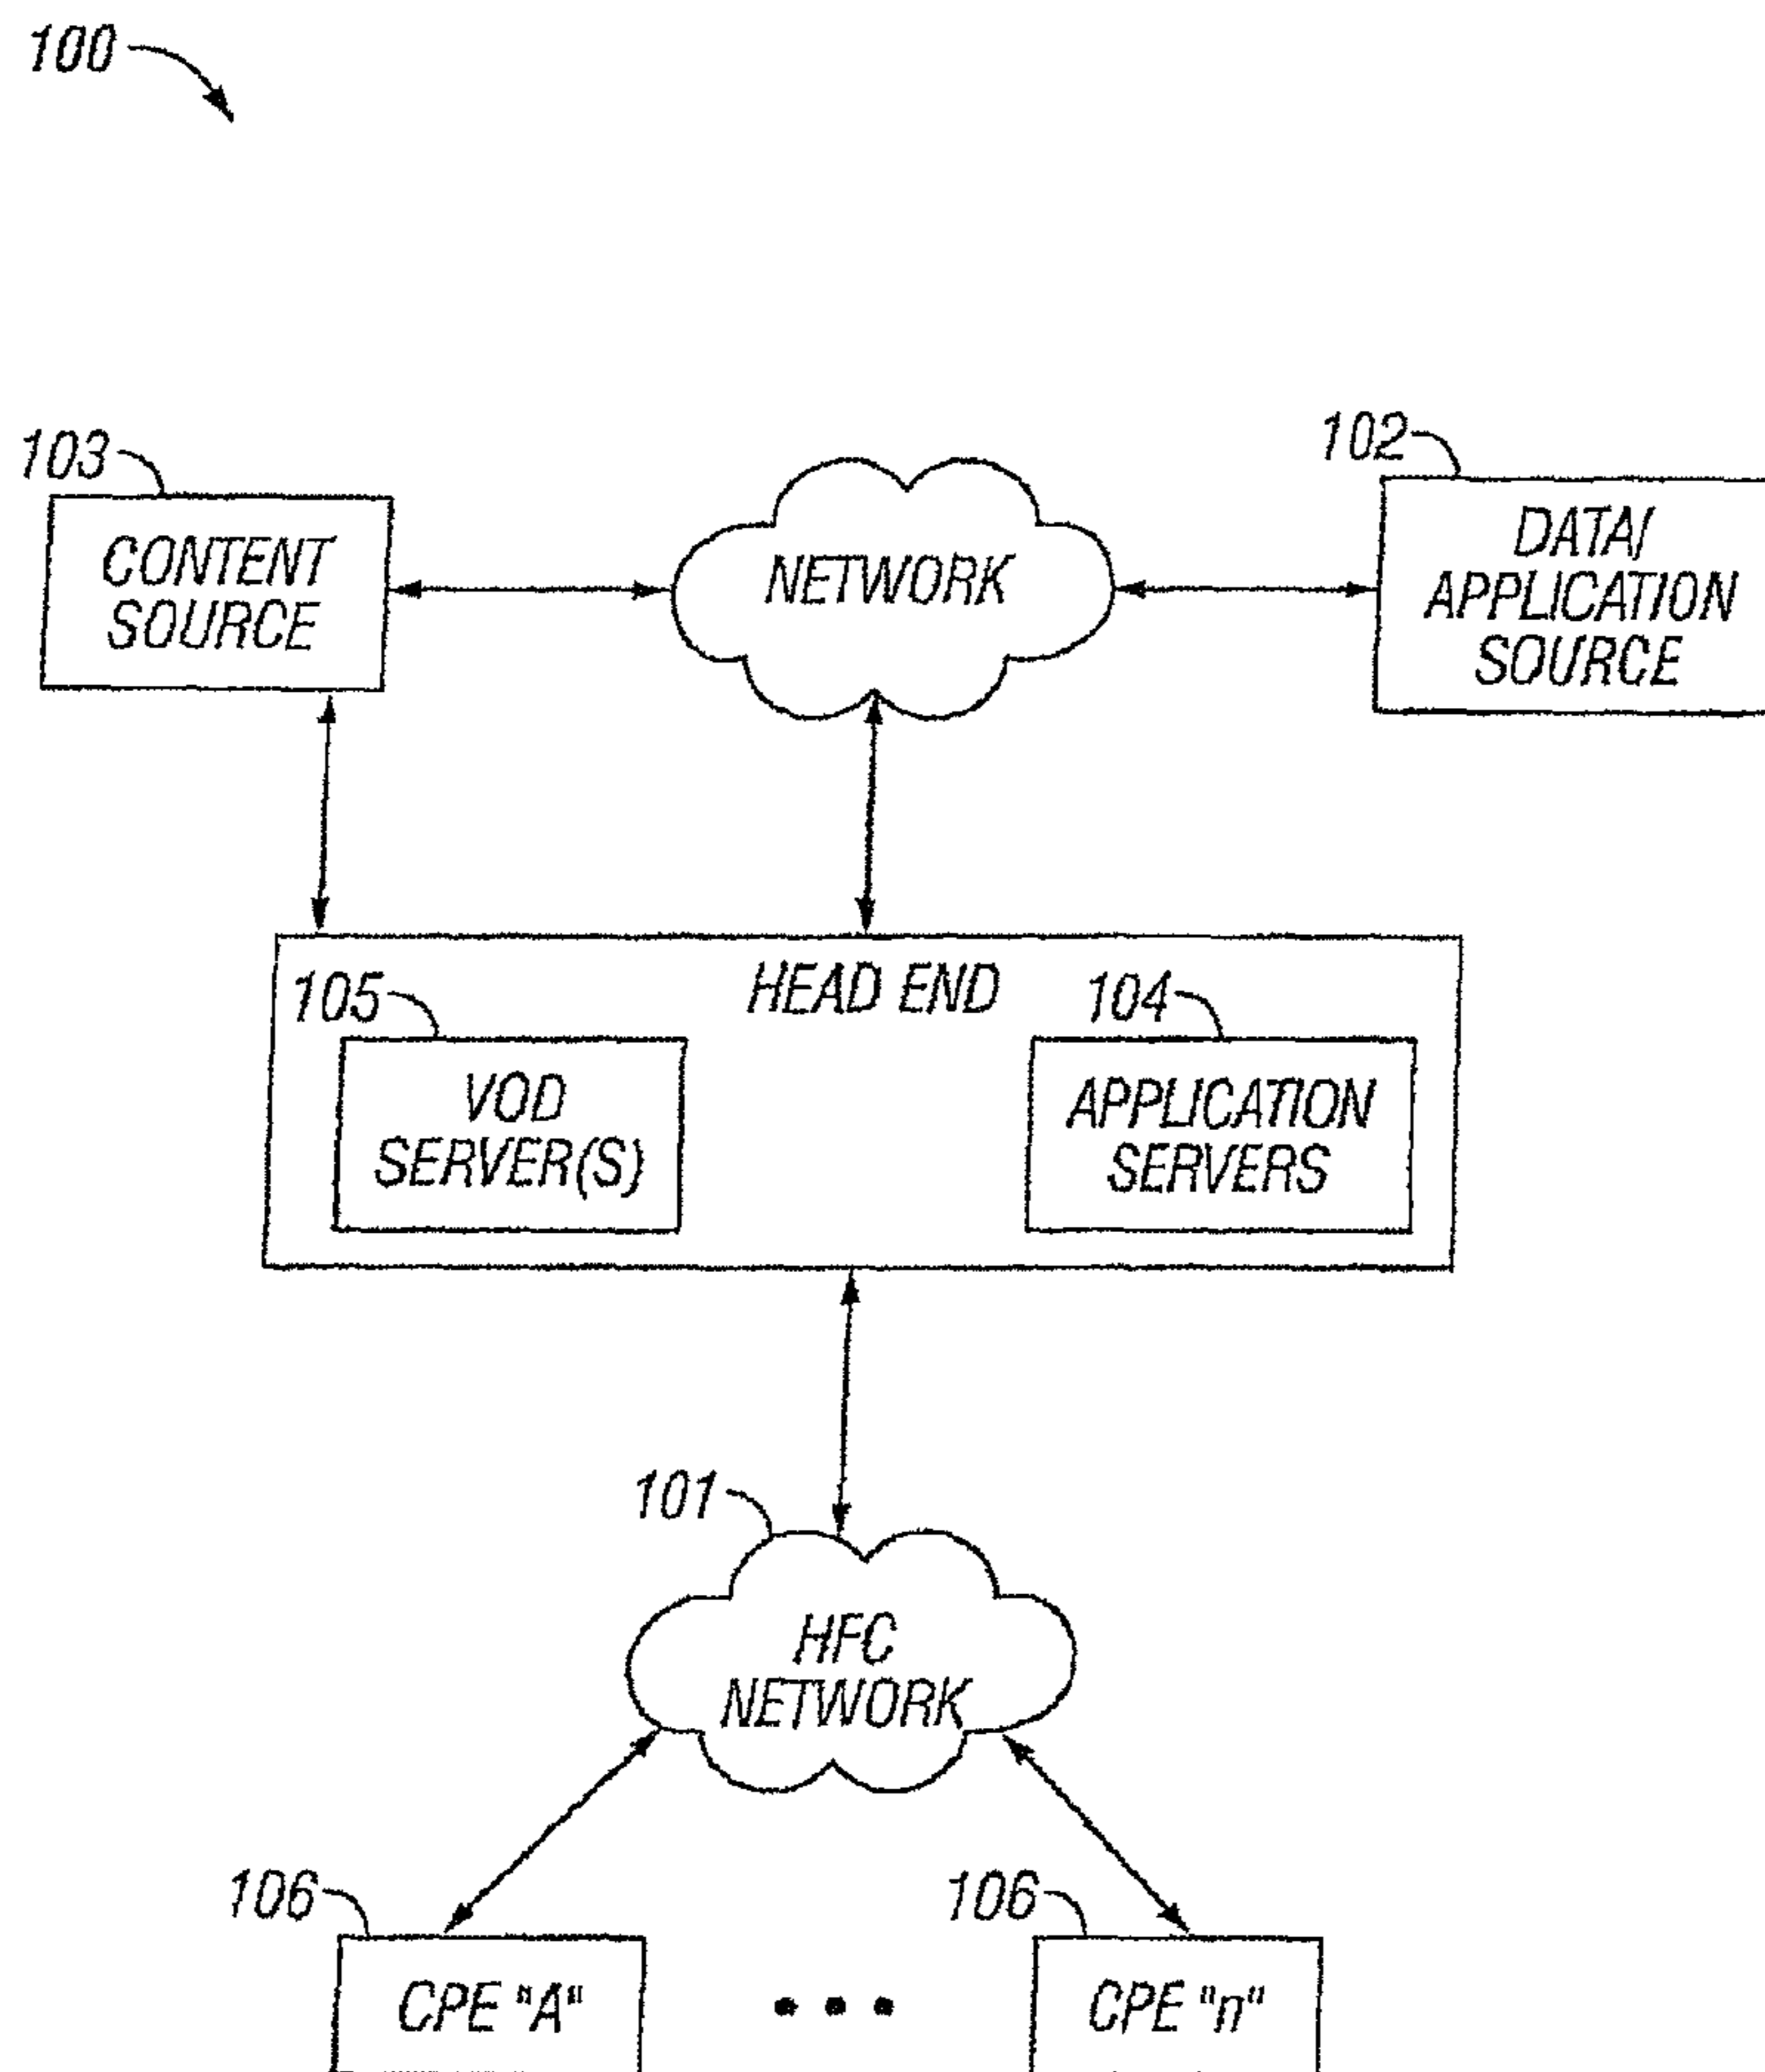 100
103
CONTENT
SOURCE
NETWORK
102
DATA/
APPLICATION
SOURCE
HEAD END
105
VOD
SERVER(S)
104
APPLICATION
SERVERS
101
HFC
NETWORK
106
CPE "A"
106
CPE "n"